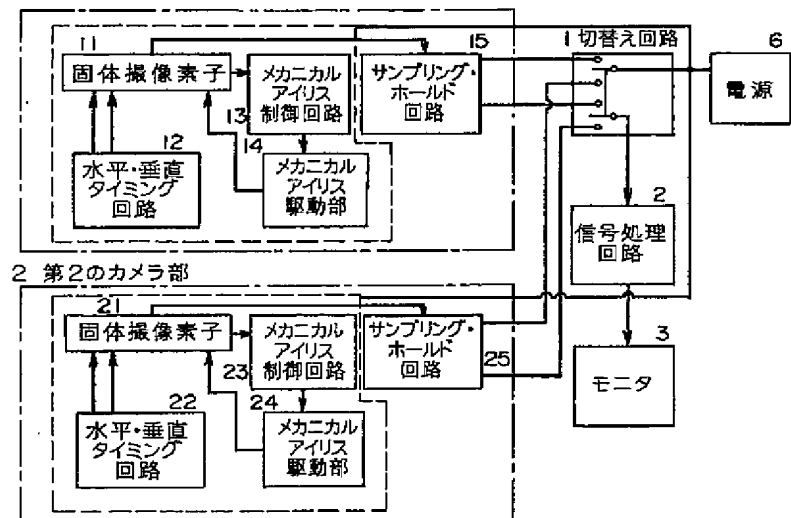 11
固体撮像素子
メカニカル
アイリス
制御回路
13
12
水平・垂直
タイミング
回路
14
メカニカル
アイリス
駆動部
15
サンプリング・
ホールド
回路
1 切替え回路
6
電源
2
信号処理
回路
3
モニタ
2 第2のカメラ部
21
固体撮像素子
メカニカル
アイリス
制御回路
23
22
水平・垂直
タイミング
回路
24
メカニカル
アイリス
駆動部
サンプリング・
ホールド
回路
25